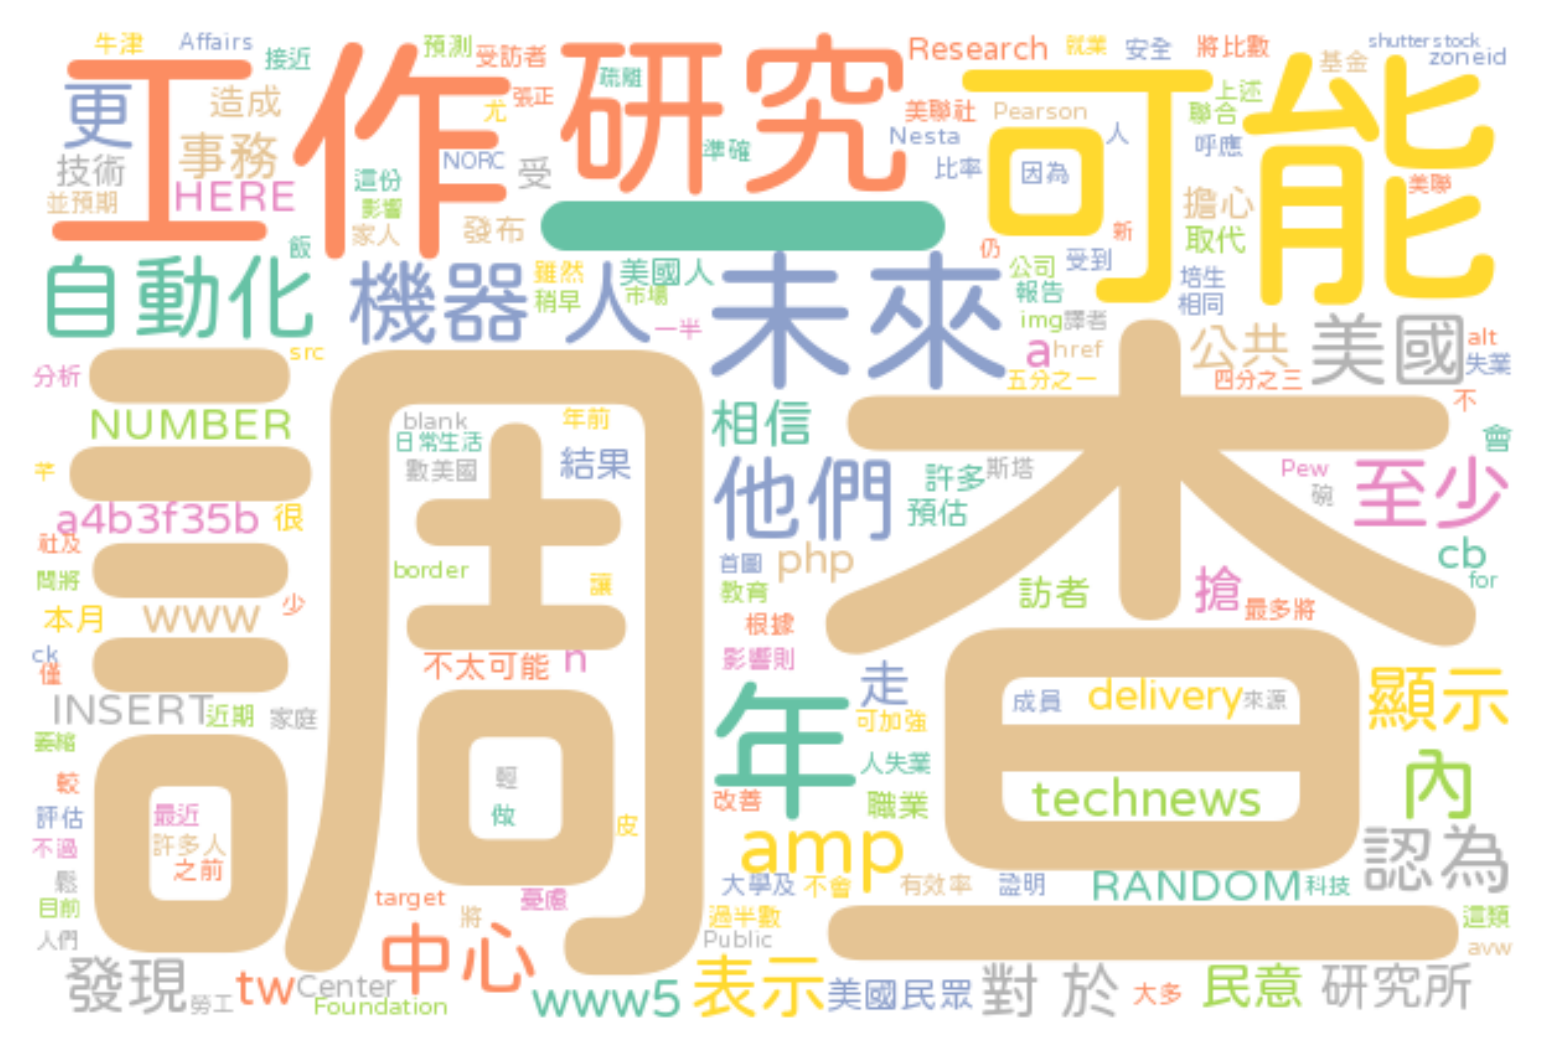 牛津 Affairs 接近 預測 受訪者 Research 就業 安全 將比數 shutterstock
基金 zoneid
工作 研究 可能
更 造成 疏離 尤 張正 美聯社 Pearson 上述 聯合
技術 事務 NORC 準確 Nesta 人 呼應
並預期 HERE 這份 受 比率 因為 擔心 美聯
影響 家人 發布 一 取代
飯 仍 新
自動化 機器 人 雖然 美國人 未來 公司 受到 培生
稍早 市場 報告 相同
一半 img 譯者
src a href 公共 美國 alt
分析 五分之一 四分之三 失業
調查
NUMBER blank 年前 相信 不
日常生活 會
數美國 結果 他們 許多 斯塔 Pew 至少
a4b3f35b 很 預估 碗
社及 首圖 php cb
問將 border 讓 教育 訪者 搶 for
本月 www 少 根據 最多將
ck 不太可能 n 影響則
僅 走 成員 delivery 來源 顯示
INSERT 近期 家庭 年 可加強
萎縮 人失業 內
較 輕 改善 職業 technews
評估 最近 做 皮
不過 許多人 amp 認為
之前 大學及 不會 有效率 證明 RANDOM 科技
鬆 target 憂慮
目前 將 過半數 這類
人們 中心 Public avw
發現 勞工 tw Center www5 表示 美國民眾 對於 大多 民意 研究所
Foundation